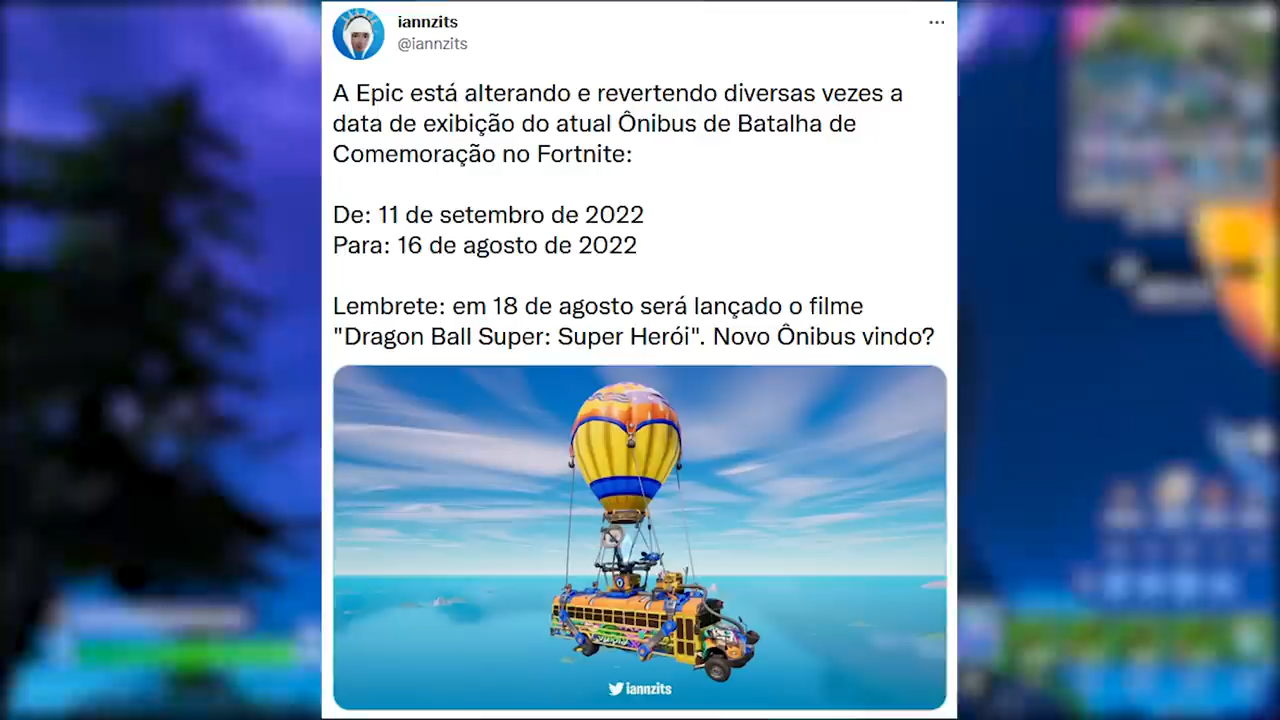 iannzits
@iannzits
A Epic está alterando e revertendo diversas vezes a
data de exibição do atual Ônibus de Batalha de
Comemoração no Fortnite:
De: 11 de setembro de 2022
Para: 16 de agosto de 2022
Lembrete: em 18 de agosto será lançado o filme
"Dragon Ball Super: Super Herói". Novo Ônibus vindo?
iannzits